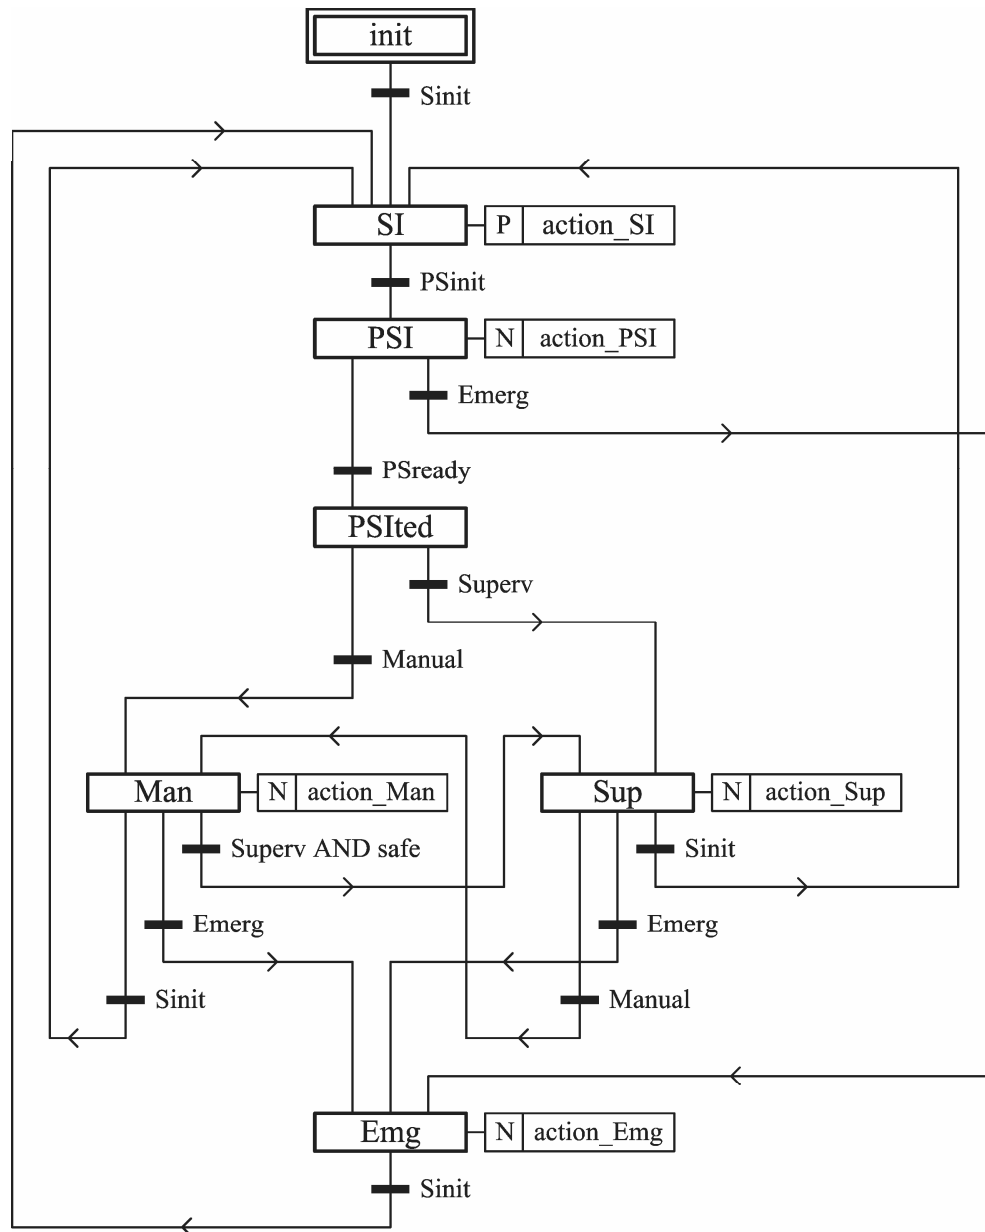 init
Sinit
SI P action_SI
PSinit
PSI N action_PSI
Emerg
PSready
PSIted
Superv
Manual
Man N action_Man
Sup N action_Sup
Superv AND safe
Sinit
Emerg
Emerg
Sinit
Manual
Emg N action_Emg
Sinit